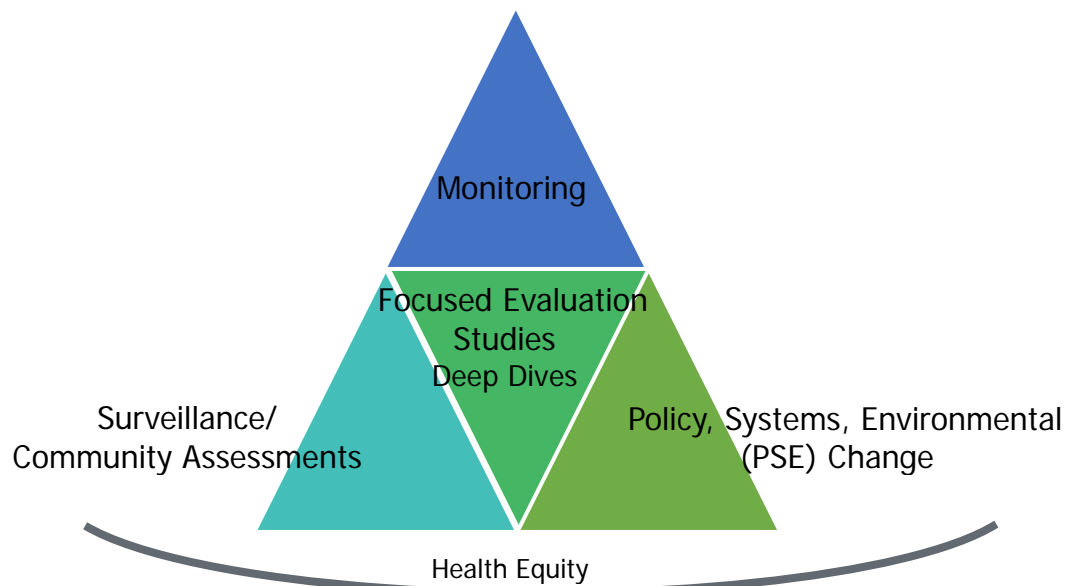 Monitoring
Focused Evaluation
Studies
Deep Dives
Surveillance/
Community Assessments
Policy, Systems, Environmental
(PSE) Change
Health Equity